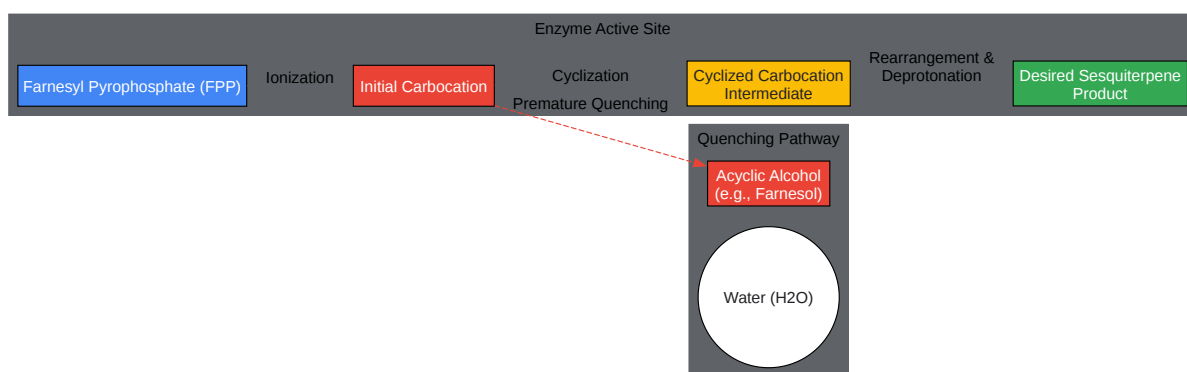 Enzyme Active Site
Farnesyl Pyrophosphate (FPP)
Ionization
Initial Carbocation
Cyclization
Premature Quenching
Cyclized Carbocation
Intermediate
Rearrangement &
Deprotonation
Desired Sesquiterpene
Product
Quenching Pathway
Acyclic Alcohol
(e.g., Farnesol)
Water (H2O)